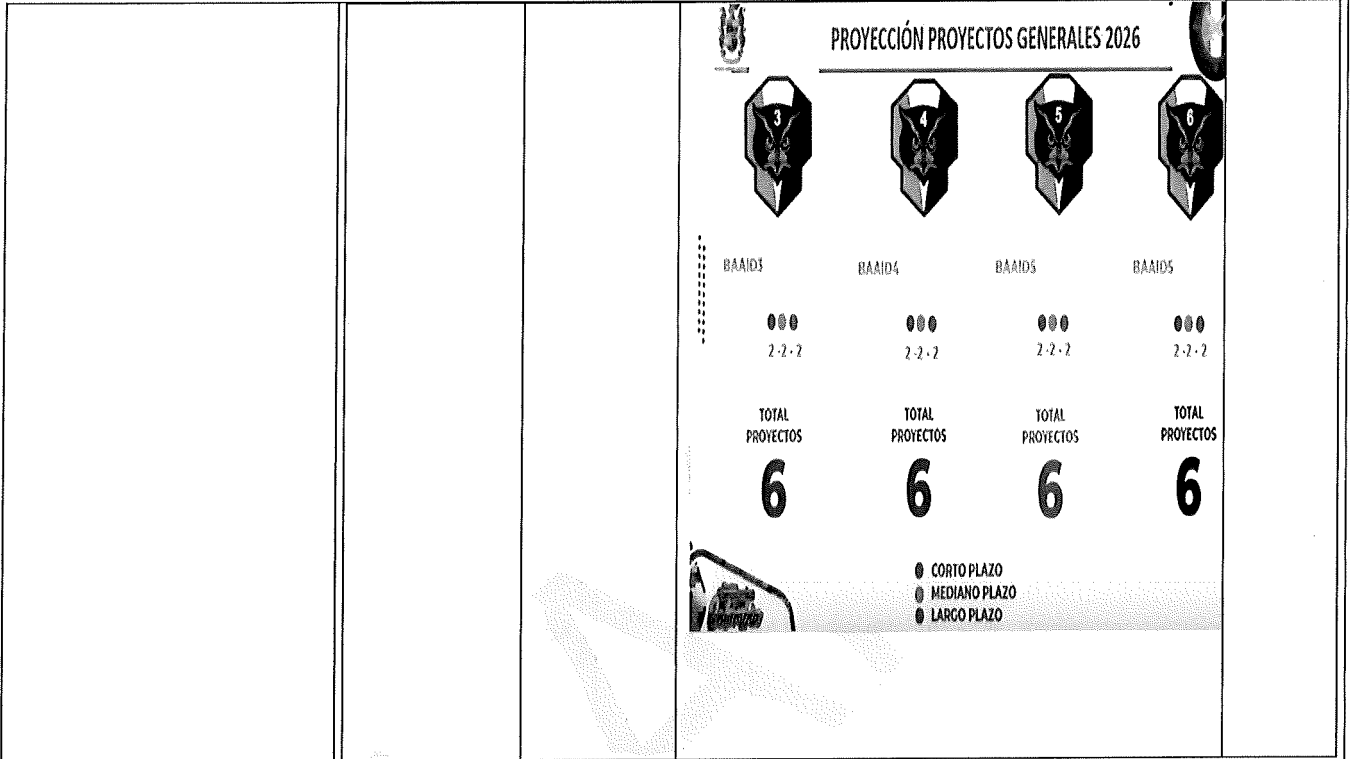 PROYECCIÓN PROYECTOS GENERALES 2026
3 4 5 6
BAAID3 BAAID4 BAAID5 BAAID5
2 - 2 - 2 2 - 2 - 2 2 - 2 - 2 2 - 2 - 2
TOTAL TOTAL TOTAL TOTAL
PROYECTOS PROYECTOS PROYECTOS PROYECTOS
6 6 6 6
CORTO PLAZO
MEDIANO PLAZO
LARGO PLAZO